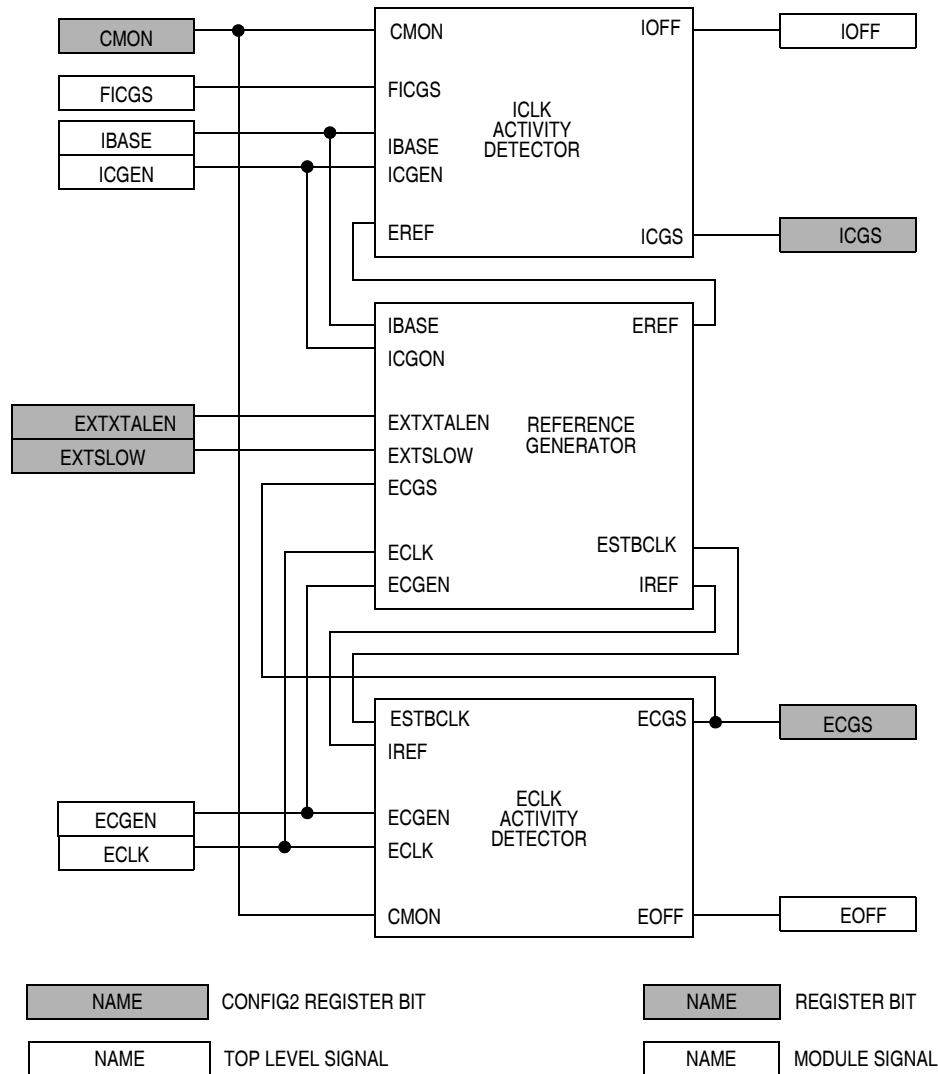 CMON
FICGS
IBASE
ICGEN
CMON
FICGS
IBASE
ICGEN
EREF
ICLK
ACTIVITY
DETECTOR
IOFF
ICGS
IOFF
ICGS
EXTXTALEN
EXTSLOW
IBASE
ICGON
EXTXTALEN
EXTSLOW
ECGS
ECLK
ECGEN
REFERENCE
GENERATOR
EREF
ESTBCLK
IREF
ECGEN
ECLK
ESTBCLK
IREF
ECGEN
ECLK
CMON
ECLK
ACTIVITY
DETECTOR
ECGS
EOFF
ECGS
EOFF
NAME CONFIG2 REGISTER BIT
NAME REGISTER BIT
NAME TOP LEVEL SIGNAL
NAME MODULE SIGNAL